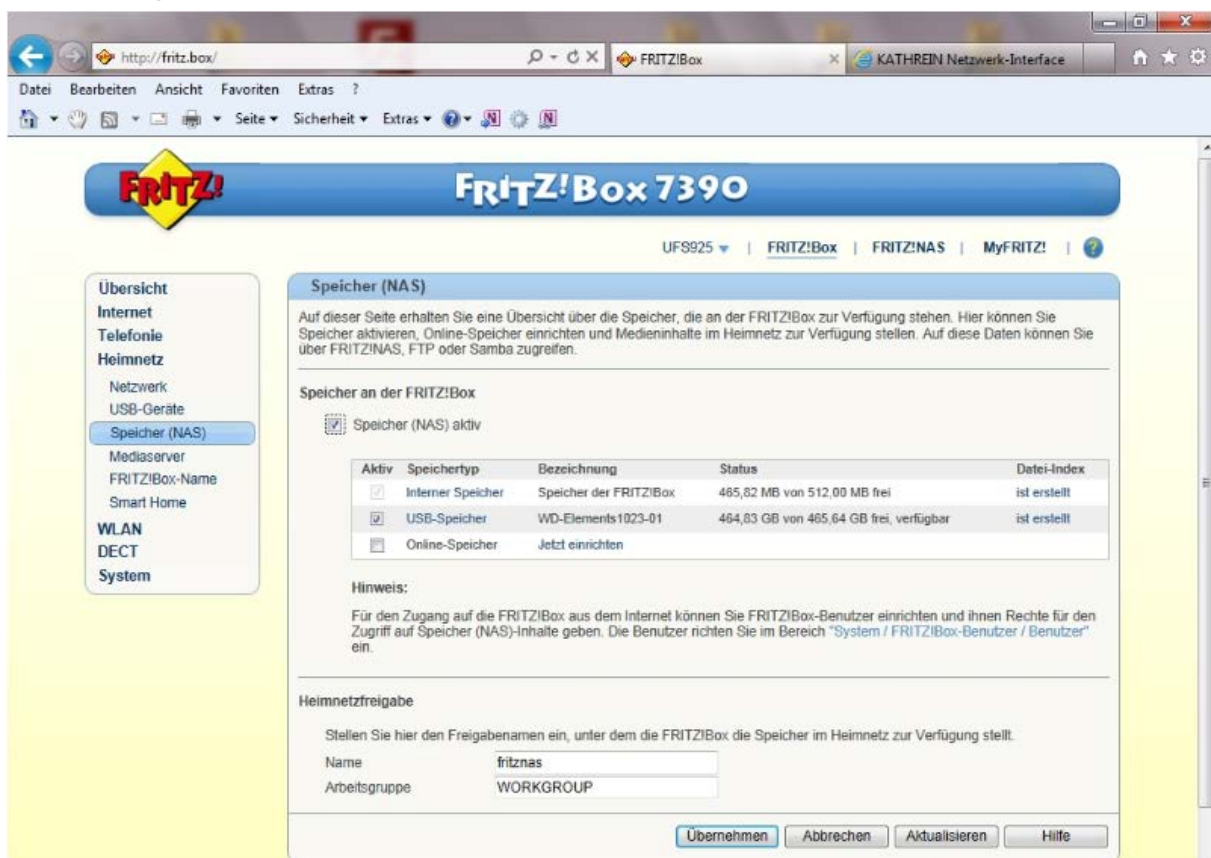 http://fritz.box/
FRITZ!Box
KATHREIN Netzwerk-Interface
Datei Bearbeiten Ansicht Favoriten Extras ?
Seite Sicherheit Extras
FRITZ!
FRITZ!Box 7390
UFS925 | FRITZ!Box | FRITZ!NAS | MyFRITZ! |
Übersicht
Internet
Telefonie
Heimnetz
Netzwerk
USB-Geräte
Speicher (NAS)
Mediaserver
FRITZ!Box-Name
Smart Home
WLAN
DECT
System
Speicher (NAS)
Auf dieser Seite erhalten Sie eine Übersicht über die Speicher, die an der FRITZ!Box zur Verfügung stehen. Hier können Sie
Speicher aktivieren, Online-Speicher einrichten und Medieninhalte im Heimnetz zur Verfügung stellen. Auf diese Daten können Sie
über FRITZ!NAS, FTP oder Samba zugreifen.
Speicher an der FRITZ!Box
Speicher (NAS) aktiv
Aktiv Speichertyp Bezeichnung Status Datei-Index
Interner Speicher Speicher der FRITZ!Box 465,82 MB von 512,00 MB frei ist erstellt
USB-Speicher WD-Elements1023-01 464,83 GB von 465,64 GB frei, verfügbar ist erstellt
Online-Speicher Jetzt einrichten
Hinweis:
Für den Zugang auf die FRITZ!Box aus dem Internet können Sie FRITZ!Box-Benutzer einrichten und ihnen Rechte für den
Zugriff auf Speicher (NAS)-Inhalte geben. Die Benutzer richten Sie im Bereich "System / FRITZ!Box-Benutzer / Benutzer"
ein.
Heimnetzfreigabe
Stellen Sie hier den Freigabenamen ein, unter dem die FRITZ!Box die Speicher im Heimnetz zur Verfügung stellt.
Name fritznas
Arbeitsgruppe WORKGROUP
Übernehmen Abbrechen Aktualisieren Hilfe